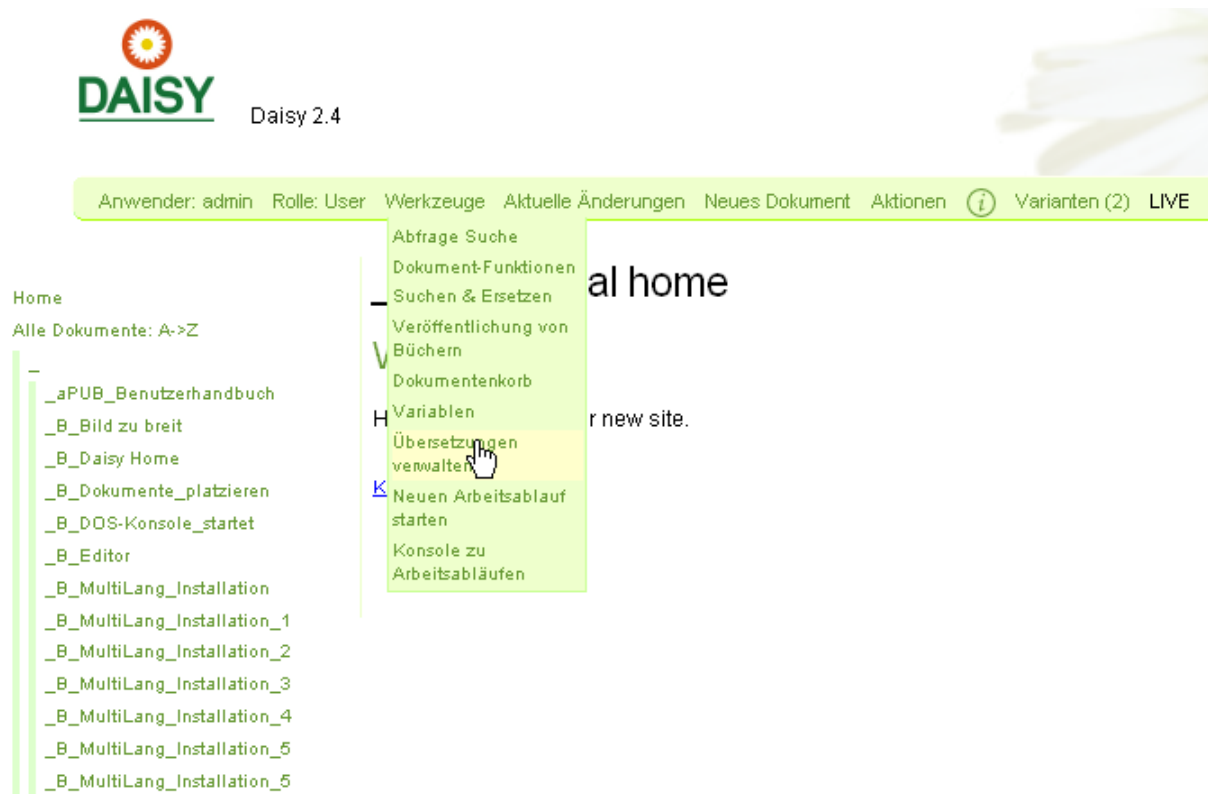 DAISY
Daisy 2.4
Anwender: admin Rolle: User Werkzeuge Aktuelle Änderungen Neues Dokument Aktionen i Varianten (2) LIVE
Abfrage Suche
Dokument-Funktionen
Suchen & Ersetzen
Veröffentlichung von
Büchern
Dokumentenkorb
Variablen
Übersetzungen
verwalten
Neuen Arbeitsablauf
starten
Konsole zu
Arbeitsabläufen
Home
Alle Dokumente: A->Z
_
_aPUB_Benutzerhandbuch
_B_Bild zu breit
_B_Daisy Home
_B_Dokumente_platzieren
_B_DOS-Konsole_startet
_B_Editor
_B_MultiLang_Installation
_B_MultiLang_Installation_1
_B_MultiLang_Installation_2
_B_MultiLang_Installation_3
_B_MultiLang_Installation_4
_B_MultiLang_Installation_5
_B_MultiLang_Installation_5
al home
r new site.